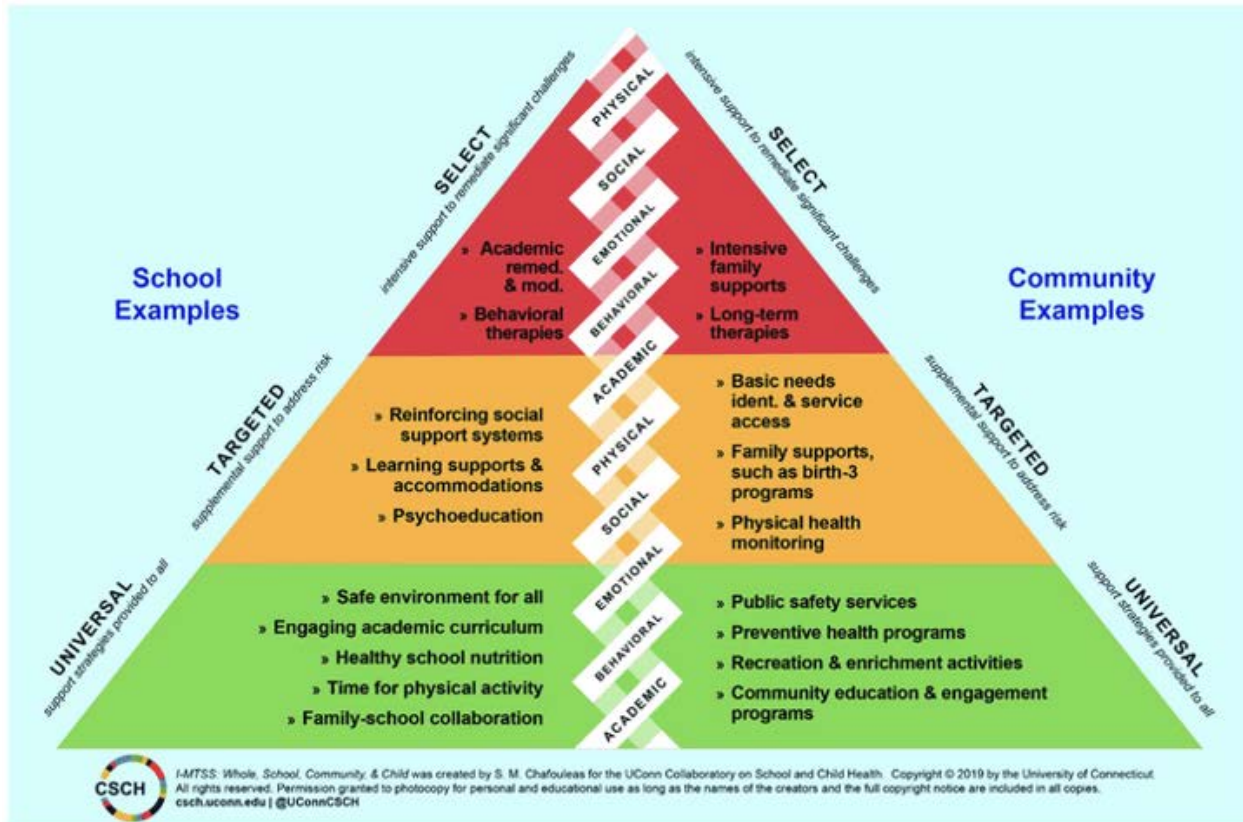 SELECT
intensive support to remediate significant challenges
SELECT
intensive support to remediate significant challenges
School
Examples
Community
Examples
TARGETED
supplemental support to address risk
TARGETED
supplemental support to address risk
UNIVERSAL
support strategies provided to all
UNIVERSAL
support strategies provided to all
PHYSICAL
SOCIAL
EMOTIONAL
BEHAVIORAL
ACADEMIC
PHYSICAL
SOCIAL
EMOTIONAL
BEHAVIORAL
ACADEMIC
» Academic
remed.
& mod.
» Behavioral
therapies
» Intensive
family
supports
» Long-term
therapies
» Reinforcing social
support systems
» Learning supports &
accommodations
» Psychoeducation
» Basic needs
ident. & service
access
» Family supports,
such as birth-3
programs
» Physical health
monitoring
» Safe environment for all
» Engaging academic curriculum
» Healthy school nutrition
» Time for physical activity
» Family-school collaboration
» Public safety services
» Preventive health programs
» Recreation & enrichment activities
» Community education & engagement
programs
CSCH
I-MTSS: Whole, School, Community, & Child was created by S. M. Chafouleas for the UConn Collaboratory on School and Child Health. Copyright © 2019 by the University of Connecticut.
All rights reserved. Permission granted to photocopy for personal and educational use as long as the names of the creators and the full copyright notice are included in all copies.
csch.uconn.edu | @UConnCSCH